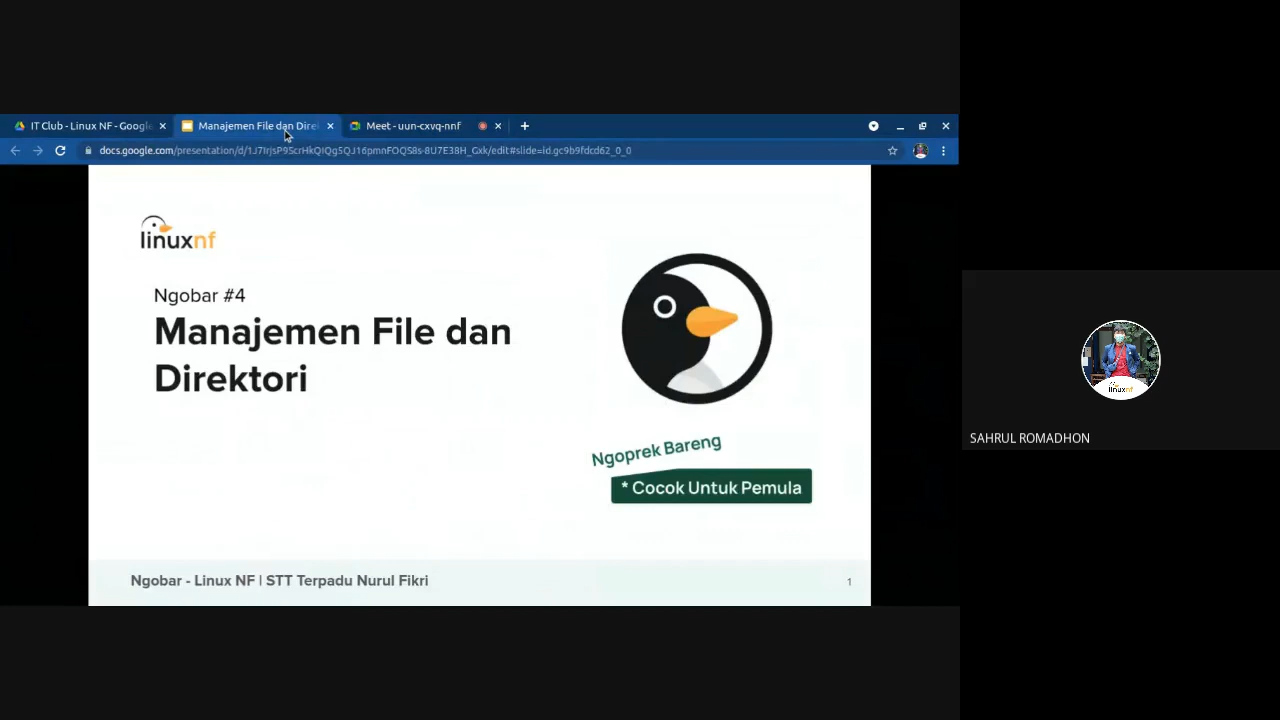 IT Club - Linux NF - Google
Manajemen File dan Dire
Meet - uun-cxvq-nnf
docs.google.com/presentation/d/1J7IrJsP95crHkQIQg5QJ16pmnFOQS8s-8U7E38H_Gxk/edit#slide=id.gc9b9fdcd62_0_0
linuxnf
Ngobar #4
Manajemen File dan
Direktori
Ngoprek Bareng
* Cocok Untuk Pemula
Ngobar - Linux NF | STT Terpadu Nurul Fikri
1
linuxnf
SAHRUL ROMADHON